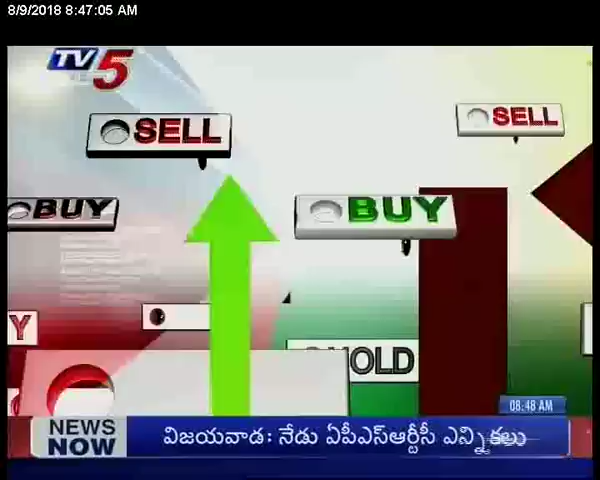 8/9/2018 8:47:05 AM
TV5
SELL
SELL
BUY
BUY
Y
HOLD
08:48 AM
NEWS NOW
విజయవాడ: నేడు ఏపీఎస్ఆర్టీసీ ఎన్నికలు